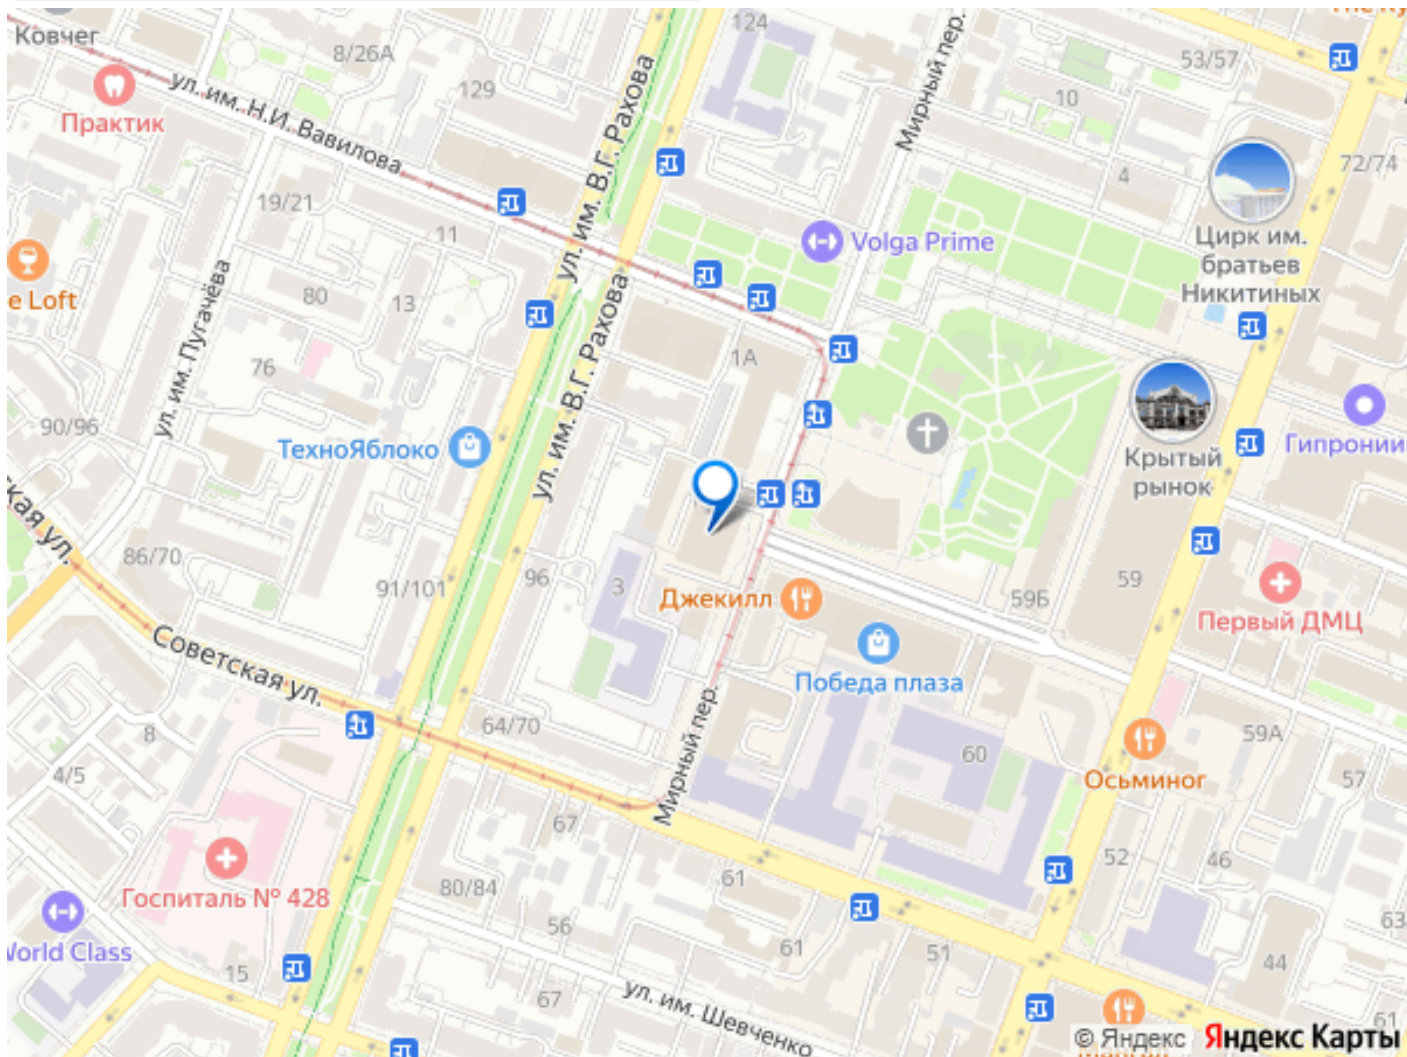 Ковчег
8/26А
124
53/57
Практик
ул. им. Н.И. Вавилова
129
ул. им. В.Г. Рахова
Мирный пер.
10
72/74
4
19/21
11
Volga Prime
Цирк им.
братьев
Никитиных
e Loft
80
13
ул. им. Пугачёва
76
1А
90/96
ТехноЯблоко
ул. им. В.Г. Рахова
Крытый
рынок
Гипронии
ская ул.
86/70
91/101
96
3
Джекилл
59Б
59
Первый ДМЦ
Советская ул.
Победа плаза
64/70
Мирный пер.
8
4/5
60
59А
57
Осьминог
67
61
52
46
Госпиталь № 428
80/84
56
61
51
63
World Class
15
67
44
ул. им. Шевченко
61
© Яндекс Яндекс Карты